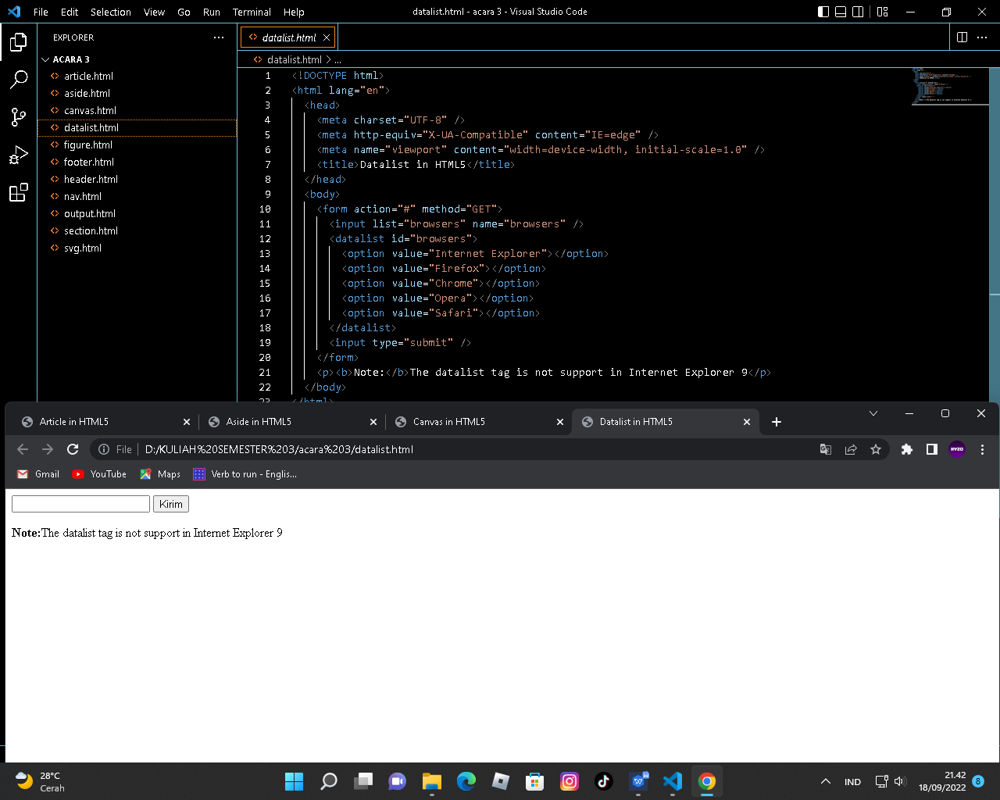 File Edit Selection View Go Run Terminal Help datalist.html - acara 3 - Visual Studio Code
EXPLORER
ACARA 3
article.html
aside.html
canvas.html
datalist.html
figure.html
footer.html
header.html
nav.html
output.html
section.html
svg.html
datalist.html
datalist.html > ...
1 <!DOCTYPE html>
2 <html lang="en">
3 <head>
4 <meta charset="UTF-8" />
5 <meta http-equiv="X-UA-Compatible" content="IE=edge" />
6 <meta name="viewport" content="width=device-width, initial-scale=1.0" />
7 <title>Datalist in HTML5</title>
8 </head>
9 <body>
10 <form action="#" method="GET">
11 <input list="browsers" name="browsers" />
12 <datalist id="browsers">
13 <option value="Internet Explorer"></option>
14 <option value="Firefox"></option>
15 <option value="Chrome"></option>
16 <option value="Opera"></option>
17 <option value="Safari"></option>
18 </datalist>
19 <input type="submit" />
20 </form>
21 <p><b>Note:</b>The datalist tag is not support in Internet Explorer 9</p>
22 </body>
23 </html>
Article in HTML5 Aside in HTML5 Canvas in HTML5 Datalist in HTML5
File D:/KULIAH%20SEMESTER%203/acara%203/datalist.html
Gmail YouTube Maps Verb to run - Englis...
Kirim
Note:The datalist tag is not support in Internet Explorer 9
28°C
Cerah
IND
21.42
18/09/2022
8